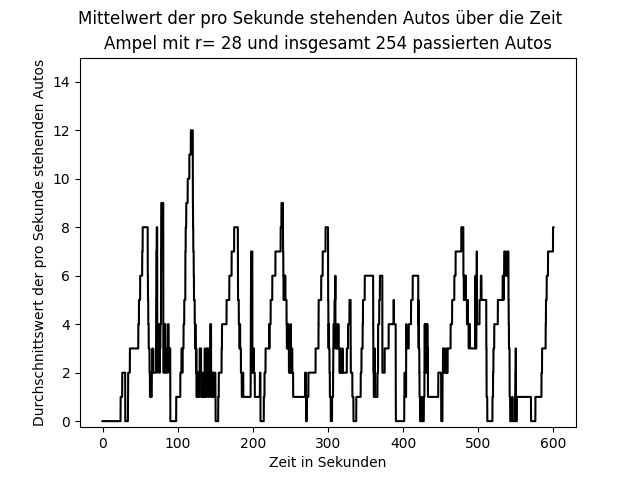 Mittelwert der pro Sekunde stehenden Autos über die Zeit
Ampel mit r= 28 und insgesamt 254 passierten Autos
Durchschnittswert der pro Sekunde stehenden Autos
14
12
10
8
6
4
2
0
0 100 200 300 400 500 600
Zeit in Sekunden